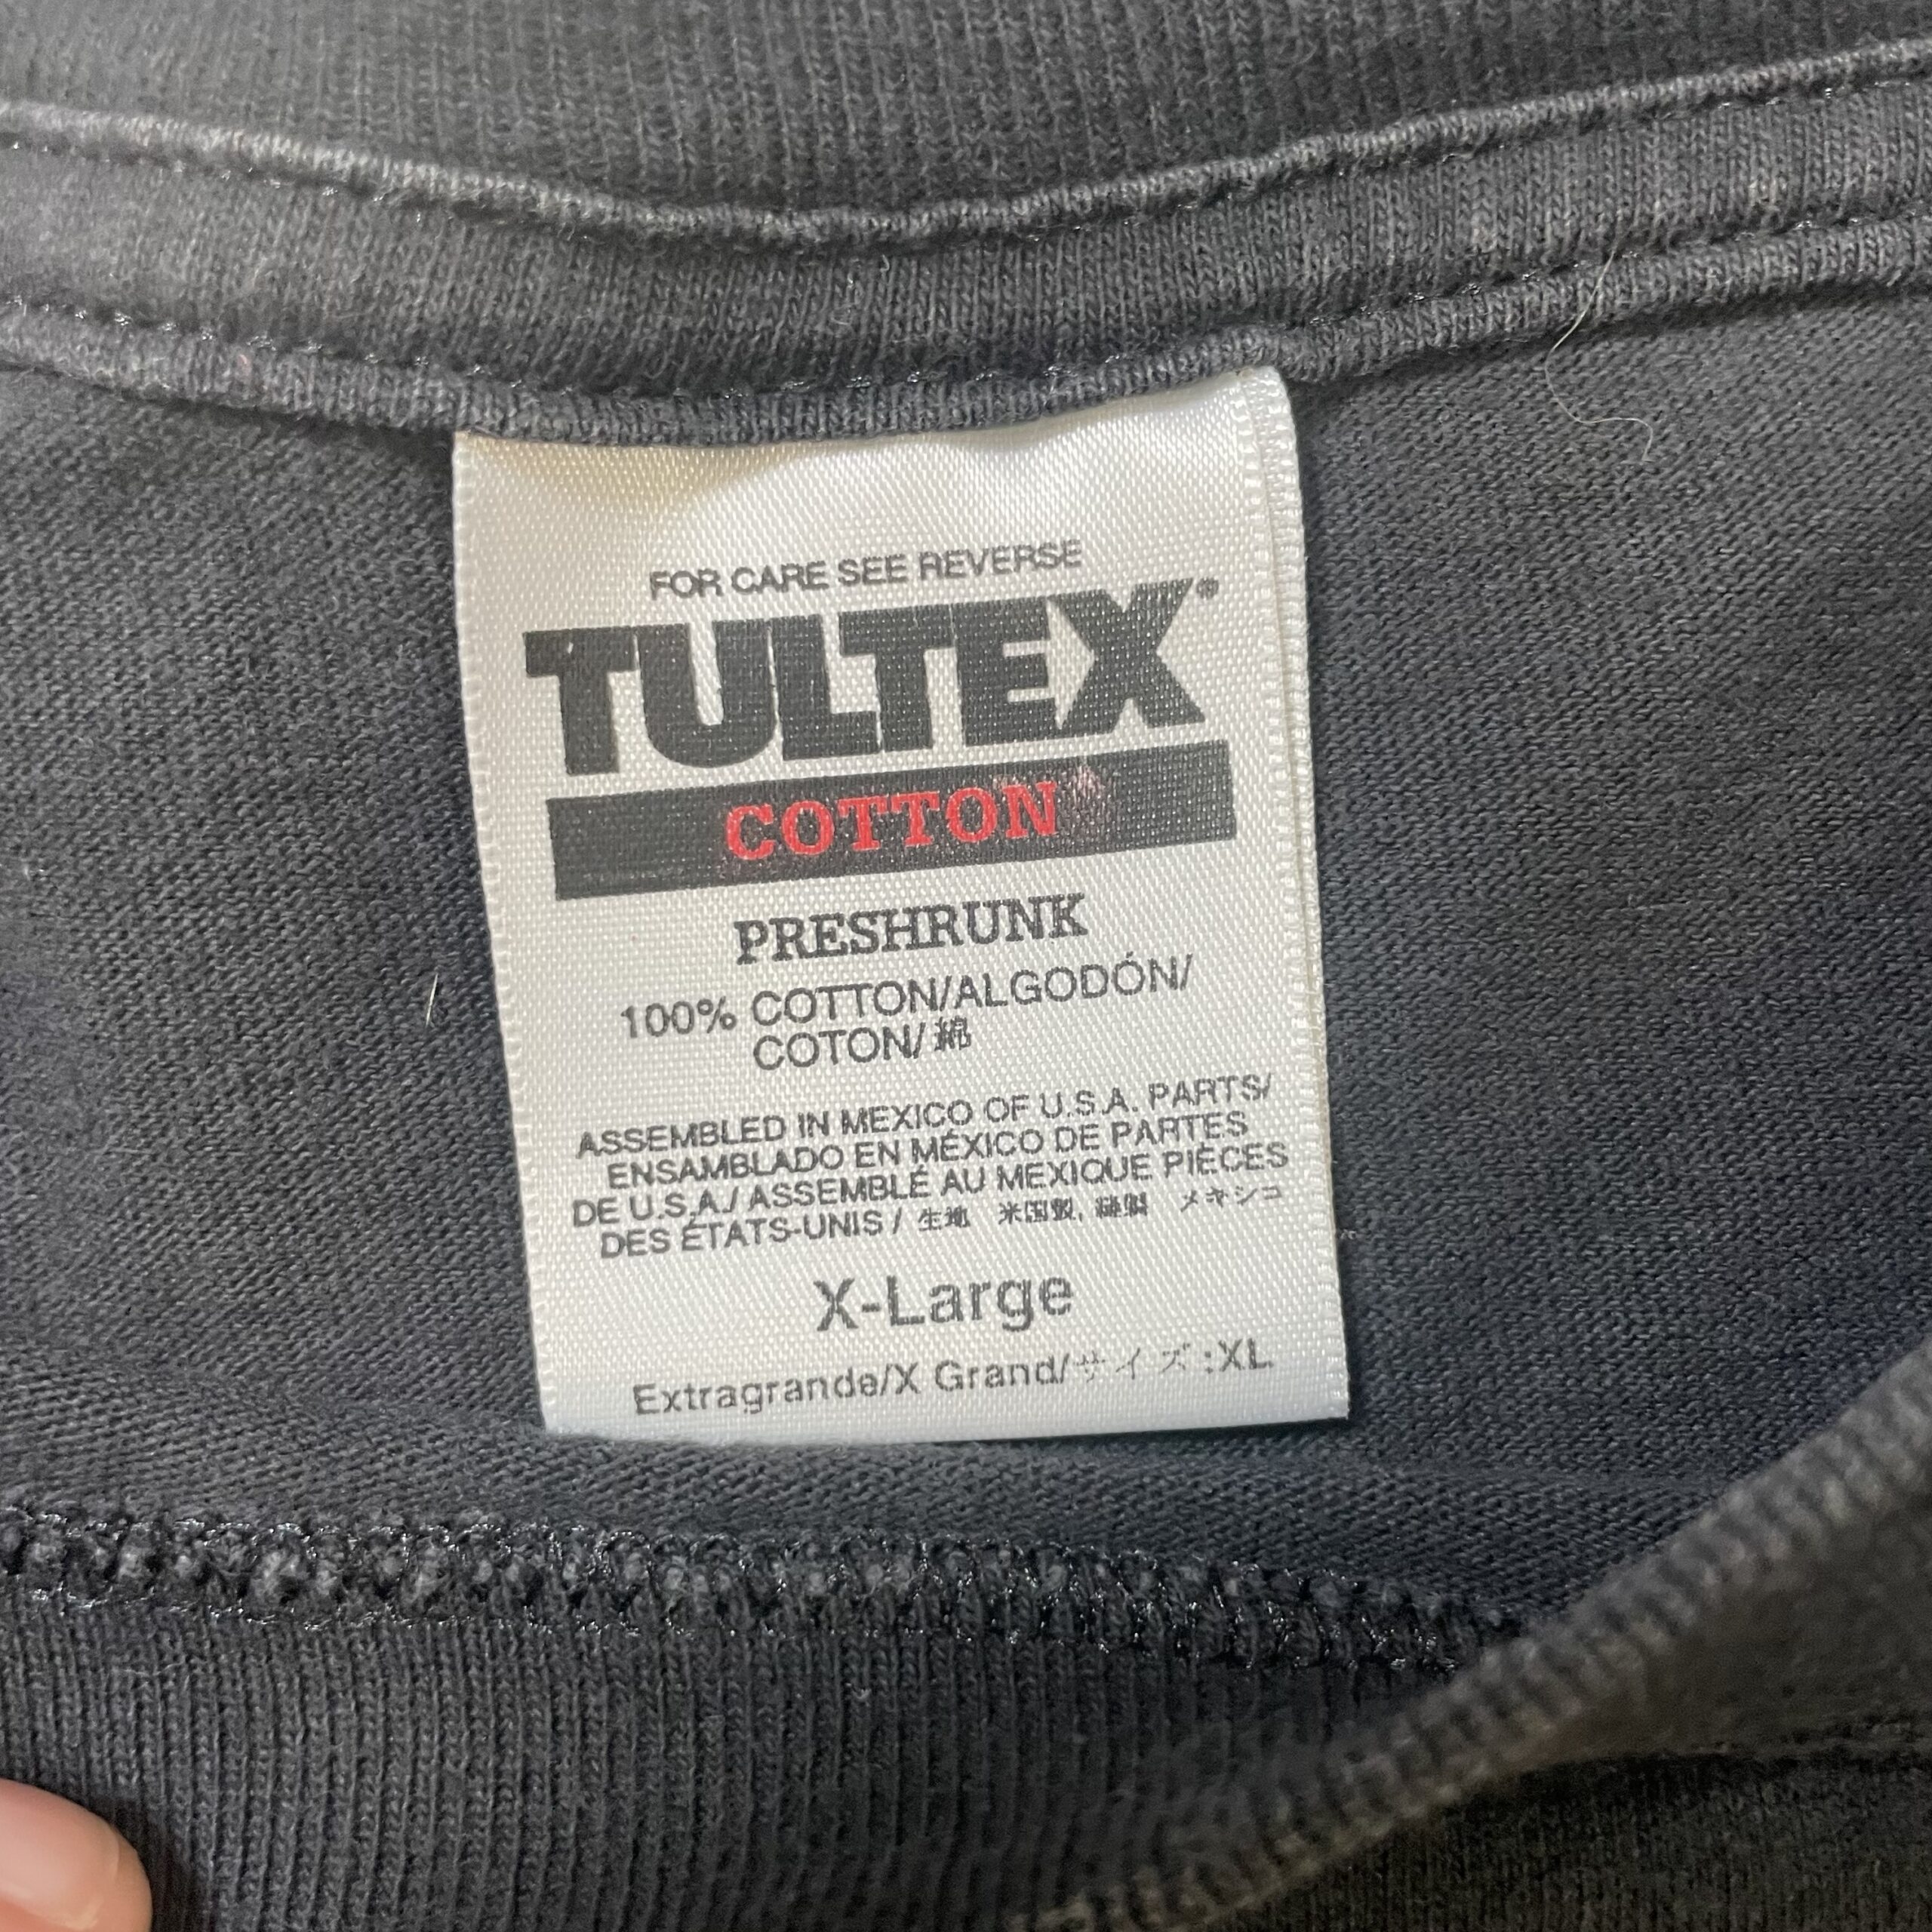 FOR CARE SEE REVERSE
TULTEX®
COTTON
PRESHRUNK
100% COTTON/ALGODÓN/
COTON/綿
ASSEMBLED IN MEXICO OF U.S.A. PARTS/
ENSAMBLADO EN MÉXICO DE PARTES
DE U.S.A./ ASSEMBLÉ AU MEXIQUE PIÈCES
DES ÉTATS-UNIS / 生地 米国製, 縫製 メキシコ
X-Large
Extragrande/X Grand/サイズ:XL